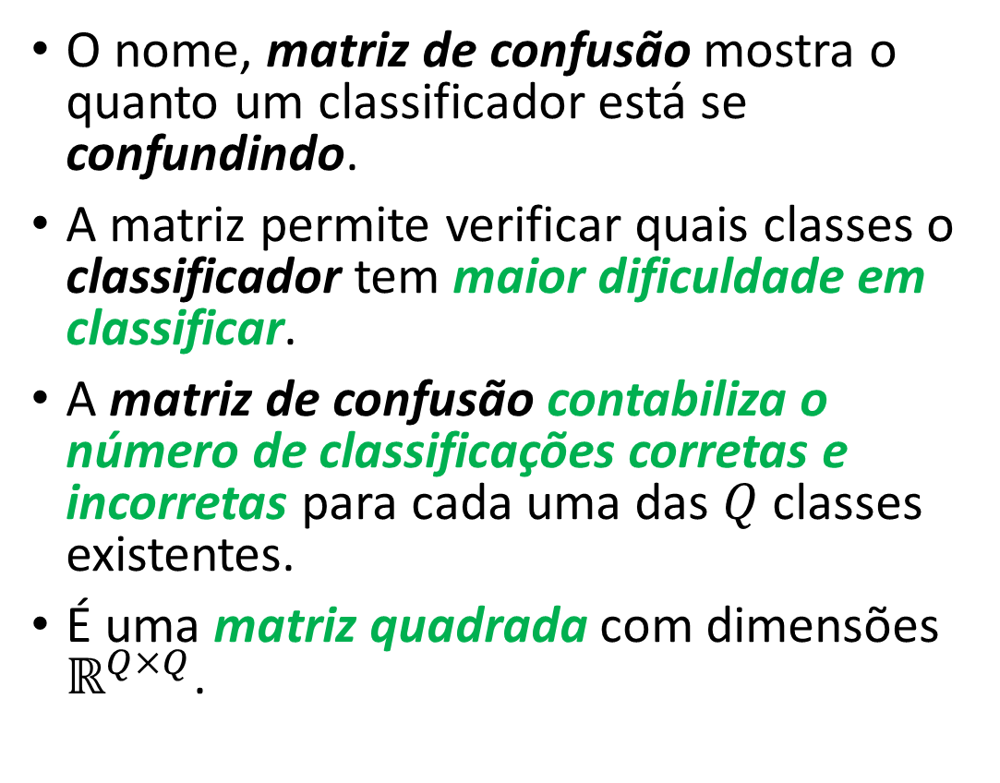 • O nome, matriz de confusão mostra o
quanto um classificador está se
confundindo.
• A matriz permite verificar quais classes o
classificador tem maior dificuldade em
classificar.
• A matriz de confusão contabiliza o
número de classificações corretas e
incorretas para cada uma das Q classes
existentes.
• É uma matriz quadrada com dimensões
ℝ^{Q×Q}.